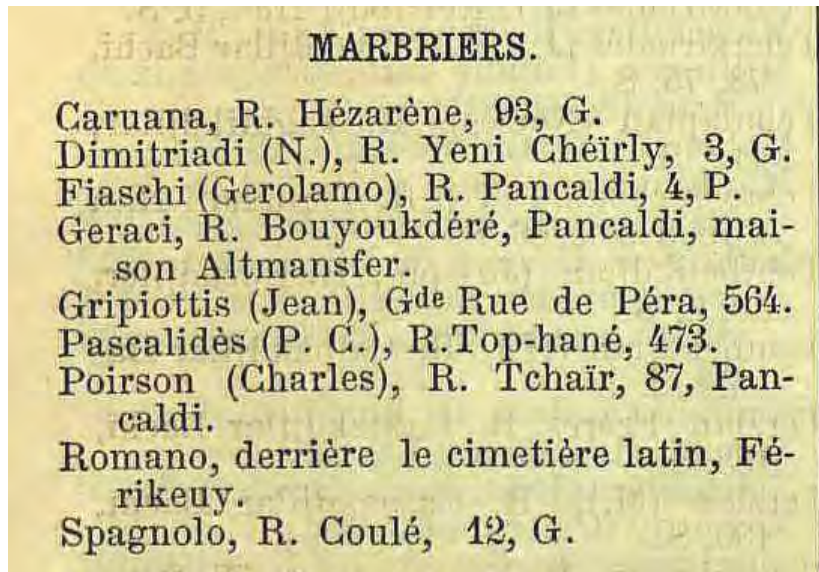 MARBRIERS.
Caruana, R. Hézarène, 93, G.
Dimitriadi (N.), R. Yeni Chéïrly, 3, G.
Fiaschi (Gerolamo), R. Pancaldi, 4, P.
Geraci, R. Bouyoukdéré, Pancaldi, mai-
son Altmansfer.
Gripiottis (Jean), Gde Rue de Péra, 564.
Pascalidès (P. C.), R.Top-hané, 473.
Poirson (Charles), R. Tchaïr, 87, Pan-
caldi.
Romano, derrière le cimetière latin, Fé-
rikeuy.
Spagnolo, R. Coulé, 12, G.